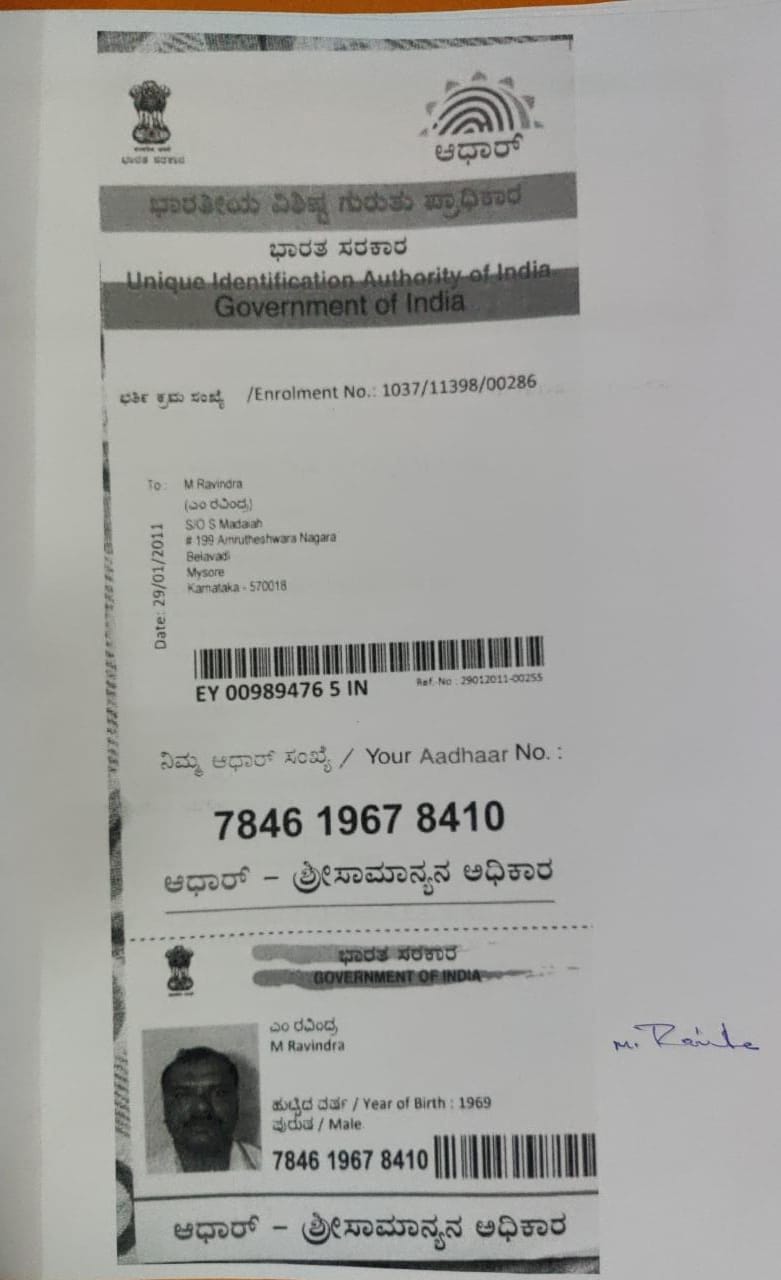 ಭಾರತ ಸರಕಾರ
ಆಧಾರ್
ಭಾರತೀಯ ವಿಶಿಷ್ಟ ಗುರುತು ಪ್ರಾಧಿಕಾರ
ಭಾರತ ಸರಕಾರ
Unique Identification Authority of India
Government of India
ಭರ್ತಿ ಕ್ರಮ ಸಂಖ್ಯೆ /Enrolment No.: 1037/11398/00286
To: M Ravindra
(ಎಂ ರವಿಂದ್ರ)
S/O S Madaiah
# 199 Amrutheshwara Nagara
Belavadi
Mysore
Karnataka - 570018
Date: 29/01/2011
EY 00989476 5 IN
Ref. No : 29012011-00255
ನಿಮ್ಮ ಆಧಾರ್ ಸಂಖ್ಯೆ / Your Aadhaar No. :
7846 1967 8410
ಆಧಾರ್ – ಶ್ರೀಸಾಮಾನ್ಯನ ಅಧಿಕಾರ
ಭಾರತ ಸರಕಾರ
GOVERNMENT OF INDIA
ಎಂ ರವಿಂದ್ರ
M Ravindra
ಹುಟ್ಟಿದ ವರ್ಷ / Year of Birth : 1969
ಪುರುಷ / Male
7846 1967 8410
ಆಧಾರ್ – ಶ್ರೀಸಾಮಾನ್ಯನ ಅಧಿಕಾರ